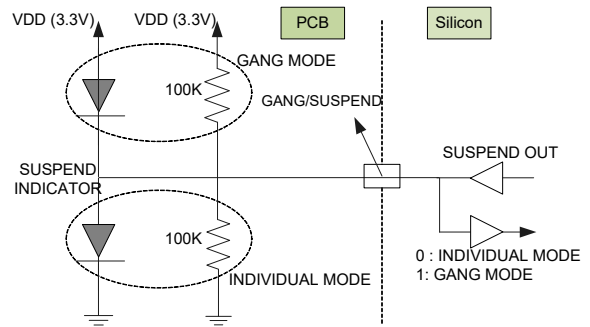 VDD (3.3V)
VDD (3.3V)
PCB
Silicon
GANG MODE
100K
GANG/SUSPEND
SUSPEND OUT
SUSPEND
INDICATOR
100K
0 : INDIVIDUAL MODE
1: GANG MODE
INDIVIDUAL MODE